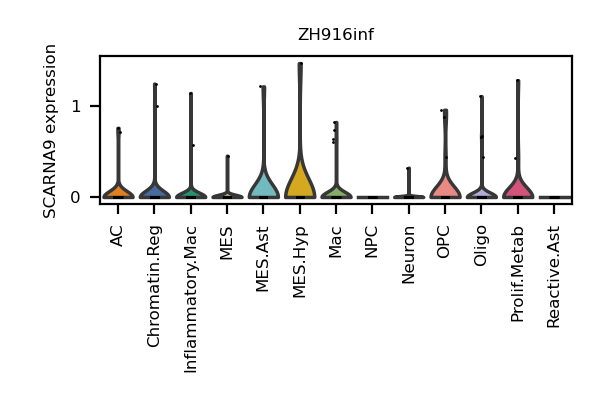 ZH916inf
SCARNA9 expression
1
0
AC
Chromatin.Reg
Inflammatory.Mac
MES
MES.Ast
MES.Hyp
Mac
NPC
Neuron
OPC
Oligo
Prolif.Metab
Reactive.Ast